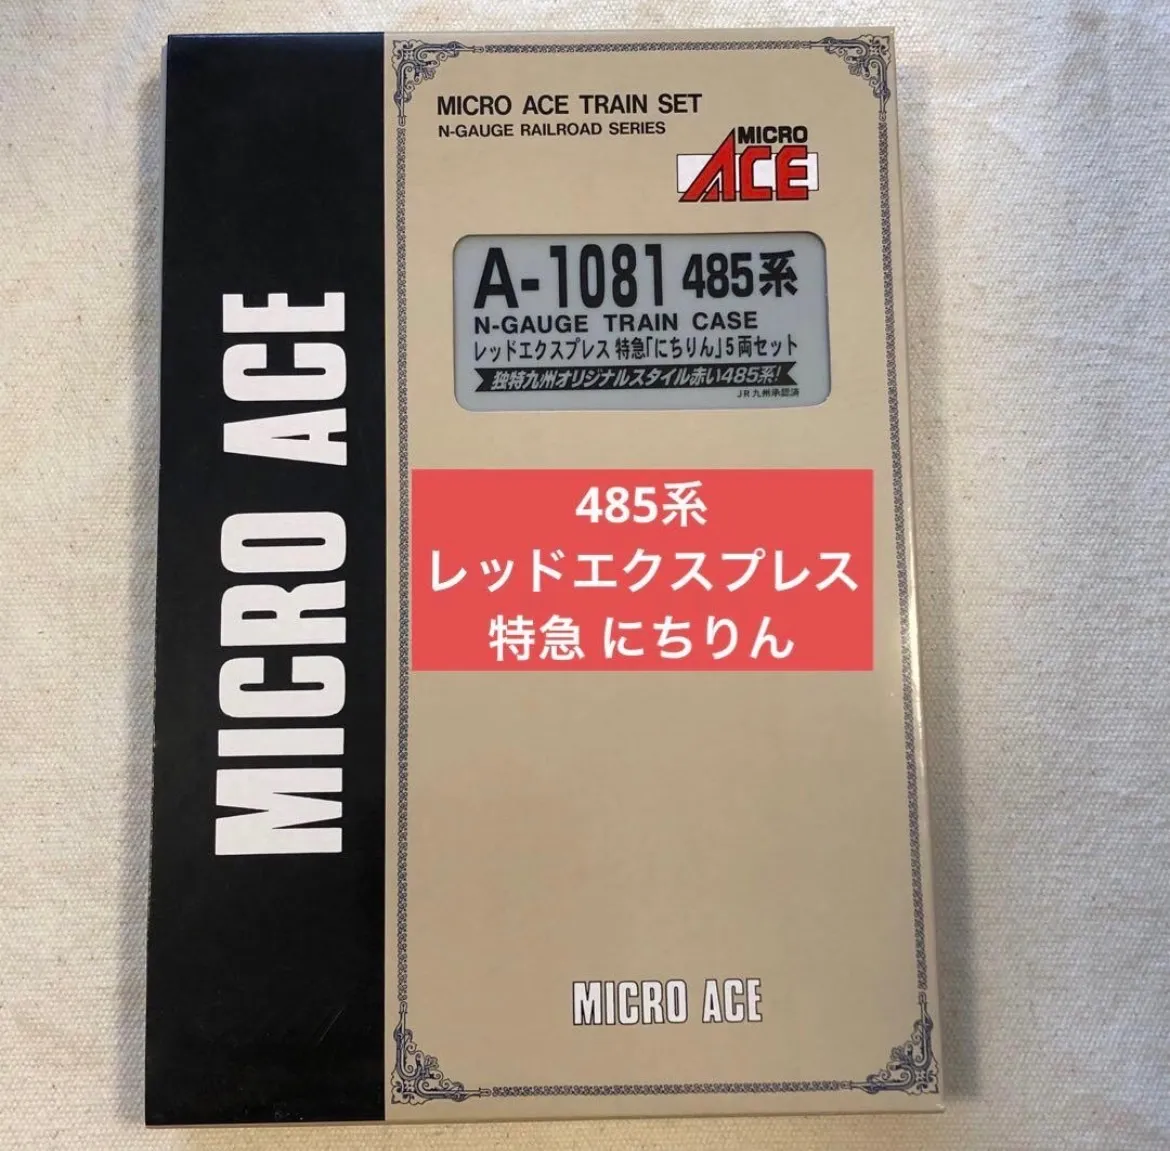 MICRO ACE
MICRO ACE TRAIN SET
N-GAUGE RAILROAD SERIES
MICRO
ACE
A-1081 485系
N-GAUGE TRAIN CASE
レッドエクスプレス 特急「にちりん」5両セット
独特九州オリジナルスタイル赤い485系!
JR九州承認済
485系
レッドエクスプレス
特急 にちりん
MICRO ACE